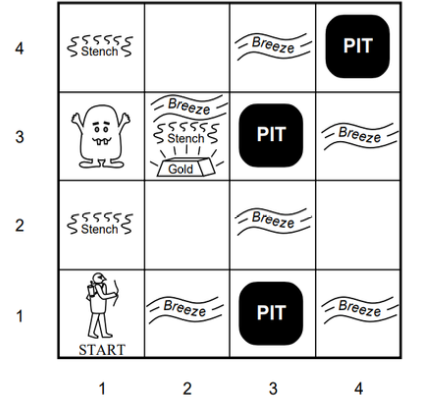 4
Stench
Breeze
PIT
3
Breeze
Stench
Gold
PIT
Breeze
2
Stench
Breeze
1
START
Breeze
PIT
Breeze
1 2 3 4